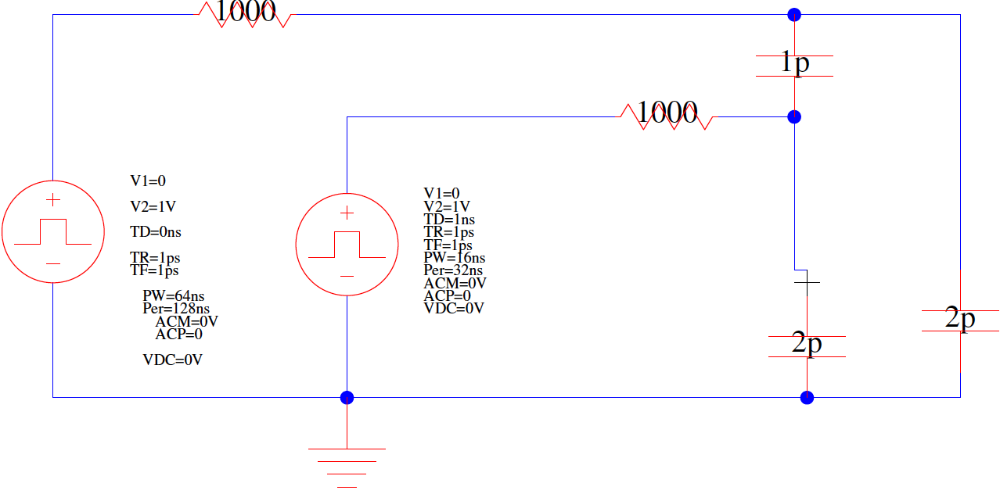 1000
1p
1000
V1=0
V2=1V
TD=0ns
TR=1ps
TF=1ps
PW=64ns
Per=128ns
ACM=0V
ACP=0
VDC=0V
V1=0
V2=1V
TD=1ns
TR=1ps
TF=1ps
PW=16ns
Per=32ns
ACM=0V
ACP=0
VDC=0V
2p
2p